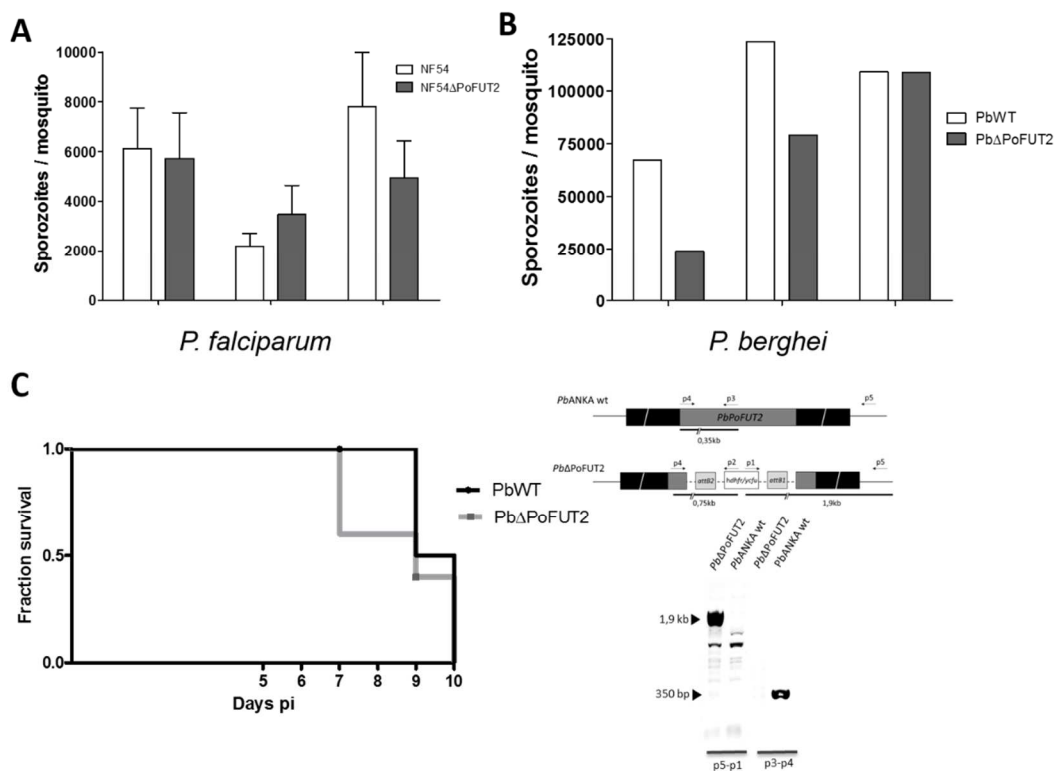 A
Sporozoites / mosquito
10000
8000
6000
4000
2000
0
NF54
NF54ΔPoFUT2
P. falciparum
B
Sporozoites / mosquito
125000
100000
75000
50000
25000
0
PbWT
PbΔPoFUT2
P. berghei
C
Fraction survival
1.0
0.5
0.0
5 6 7 8 9 10
Days pi
PbWT
PbΔPoFUT2
PbANKA wt
p4 p3 p5
PbPoFUT2
0,35kb
PbΔPoFUT2
p4 p2 p1 p5
attB2 hdhfr/ycfu attB1
0,75kb 1,9kb
PbΔPoFUT2 PbANKA wt PbΔPoFUT2 PbANKA wt
1,9 kb
350 bp
p5-p1 p3-p4